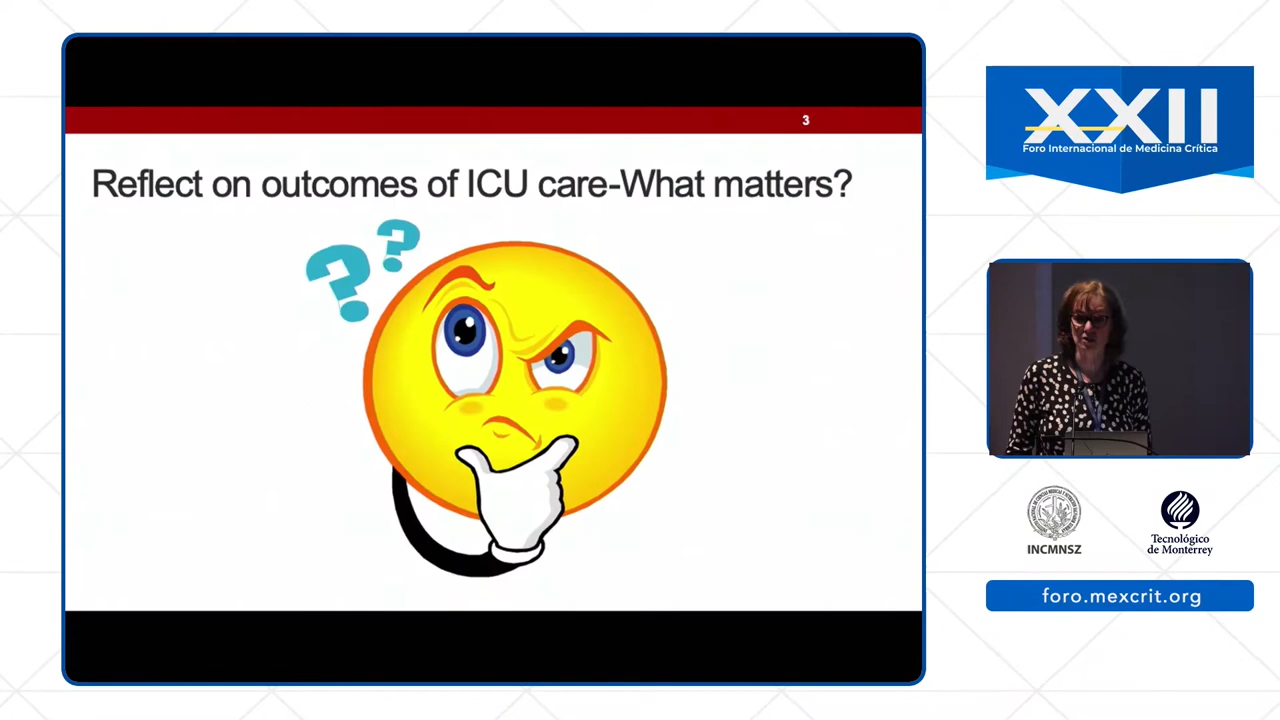 3
Reflect on outcomes of ICU care-What matters?
? ?
XXII
Foro Internacional de Medicina Crítica
INCMNSZ
Tecnológico
de Monterrey
foro.mexcrit.org